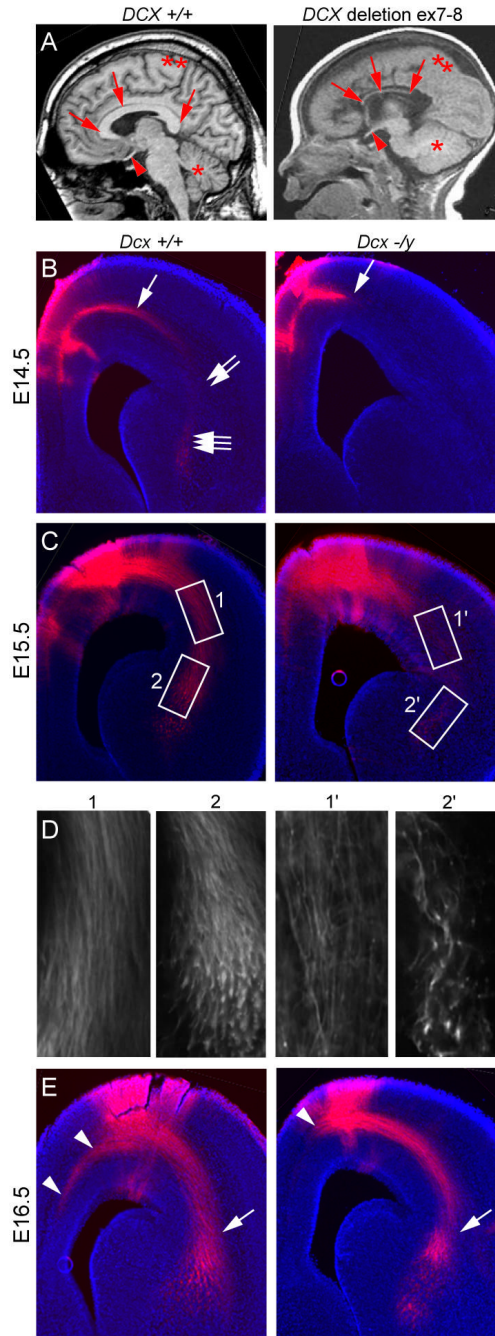 DCX +/+ DCX deletion ex7-8
A
** **
* *
Dcx +/+ Dcx -/y
B
E14.5
C
1 1'
2 2'
E15.5
1 2 1' 2'
D
E
E16.5